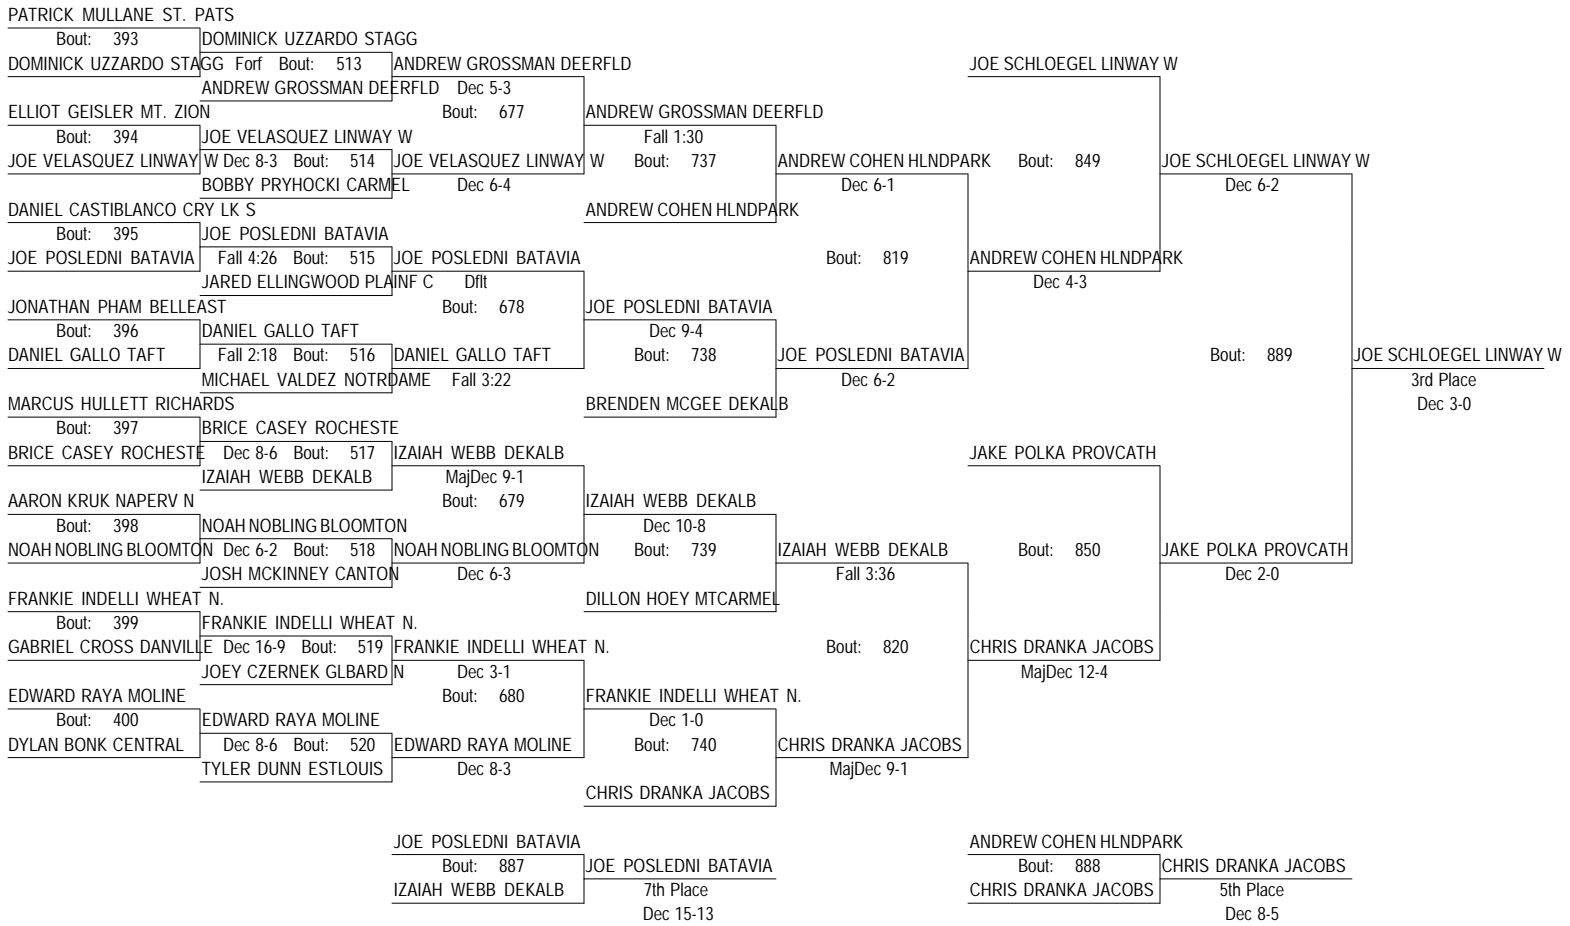 PATRICK MULLANE ST. PATS
Bout: 393 DOMINICK UZZARDO STAGG
DOMINICK UZZARDO STAGG Forf Bout: 513 ANDREW GROSSMAN DEERFLD JOE SCHLOEGEL LINWAY W
ANDREW GROSSMAN DEERFLD Dec 5-3
ELLIOT GEISLER MT. ZION Bout: 677 ANDREW GROSSMAN DEERFLD
Bout: 394 JOE VELASQUEZ LINWAY W Fall 1:30
JOE VELASQUEZ LINWAY W Dec 8-3 Bout: 514 JOE VELASQUEZ LINWAY W Bout: 737 ANDREW COHEN HLNDPARK Bout: 849 JOE SCHLOEGEL LINWAY W
BOBBY PRYHOCKI CARMEL Dec 6-4 Dec 6-1 Dec 6-2
DANIEL CASTIBLANCO CRY LK S ANDREW COHEN HLNDPARK
Bout: 395 JOE POSLEDNI BATAVIA
JOE POSLEDNI BATAVIA Fall 4:26 Bout: 515 JOE POSLEDNI BATAVIA Bout: 819 ANDREW COHEN HLNDPARK
JARED ELLINGWOOD PLAINF C Dflt Dec 4-3
JONATHAN PHAM BELLEAST Bout: 678 JOE POSLEDNI BATAVIA
Bout: 396 DANIEL GALLO TAFT Dec 9-4
DANIEL GALLO TAFT Fall 2:18 Bout: 516 DANIEL GALLO TAFT Bout: 738 JOE POSLEDNI BATAVIA Bout: 889 JOE SCHLOEGEL LINWAY W
MICHAEL VALDEZ NOTRDAME Fall 3:22 Dec 6-2 3rd Place
MARCUS HULLETT RICHARDS BRENDEN MCGEE DEKALB Dec 3-0
Bout: 397 BRICE CASEY ROCHESTE
BRICE CASEY ROCHESTE Dec 8-6 Bout: 517 IZAIAH WEBB DEKALB JAKE POLKA PROVCATH
IZAIAH WEBB DEKALB MajDec 9-1
AARON KRUK NAPERV N Bout: 679 IZAIAH WEBB DEKALB
Bout: 398 NOAH NOBLING BLOOMTON Dec 10-8
NOAH NOBLING BLOOMTON Dec 6-2 Bout: 518 NOAH NOBLING BLOOMTON Bout: 739 IZAIAH WEBB DEKALB Bout: 850 JAKE POLKA PROVCATH
JOSH MCKINNEY CANTON Dec 6-3 Fall 3:36 Dec 2-0
FRANKIE INDELLI WHEAT N. DILLON HOEY MTCARMEL
Bout: 399 FRANKIE INDELLI WHEAT N.
GABRIEL CROSS DANVILLE Dec 16-9 Bout: 519 FRANKIE INDELLI WHEAT N. Bout: 820 CHRIS DRANKA JACOBS
JOEY CZERNEK GLBARD N Dec 3-1 MajDec 12-4
EDWARD RAYA MOLINE Bout: 680 FRANKIE INDELLI WHEAT N.
Bout: 400 EDWARD RAYA MOLINE Dec 1-0
DYLAN BONK CENTRAL Dec 8-6 Bout: 520 EDWARD RAYA MOLINE Bout: 740 CHRIS DRANKA JACOBS
TYLER DUNN ESTLOUIS Dec 8-3 MajDec 9-1
CHRIS DRANKA JACOBS
JOE POSLEDNI BATAVIA ANDREW COHEN HLNDPARK
Bout: 887 JOE POSLEDNI BATAVIA Bout: 888 CHRIS DRANKA JACOBS
IZAIAH WEBB DEKALB 7th Place CHRIS DRANKA JACOBS 5th Place
Dec 15-13 Dec 8-5